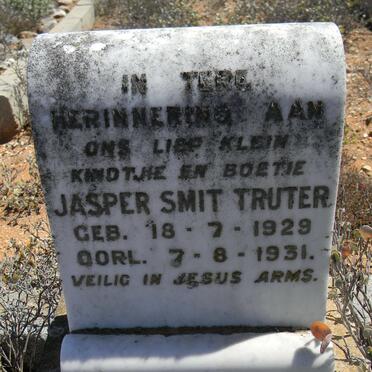 IN TERE
HERINNERING AAN
ONS LIEF KLEIN
KINDTJIE EN BOETIE
JASPER SMIT TRUTER
GEB. 18-7-1929
OORL. 7-8-1931.
VEILIG IN JESUS ARMS.